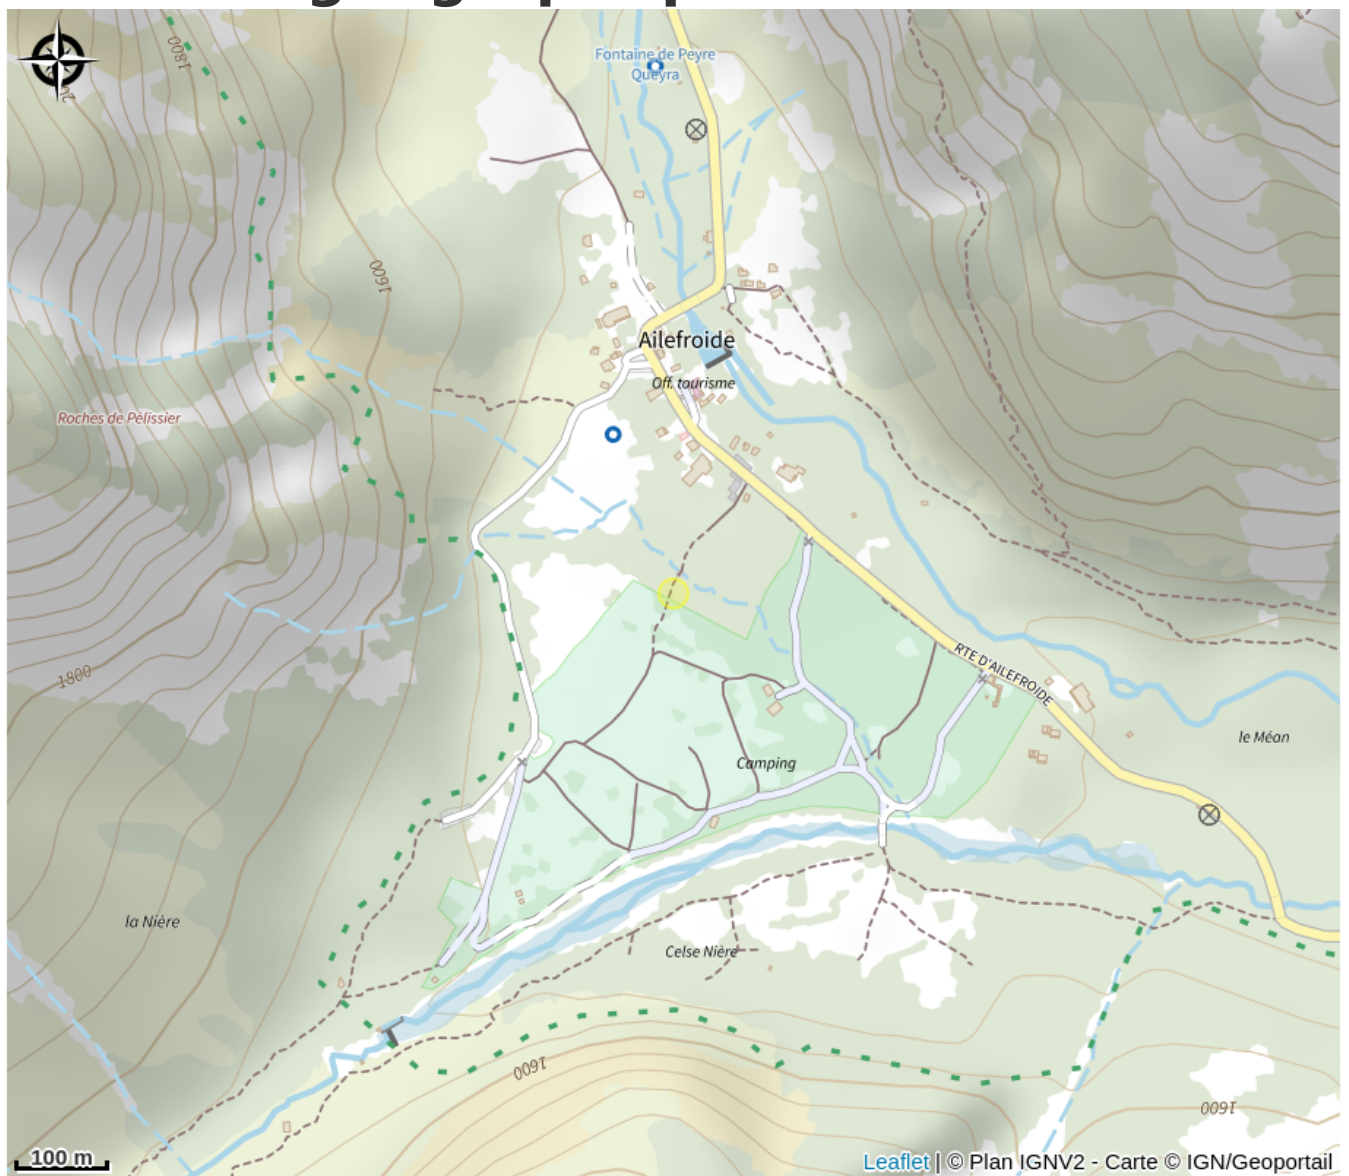 1800
Fontaine de Peyre
Queyra
1600
Ailefroide
Off. tourisme
Roches de Pélissier
1800
RTE D'AILEFROIDE
le Méan
Camping
la Nière
Celse Nière
1600
1600
100 m
Leaflet | © Plan IGNV2 - Carte © IGN/Geoportail